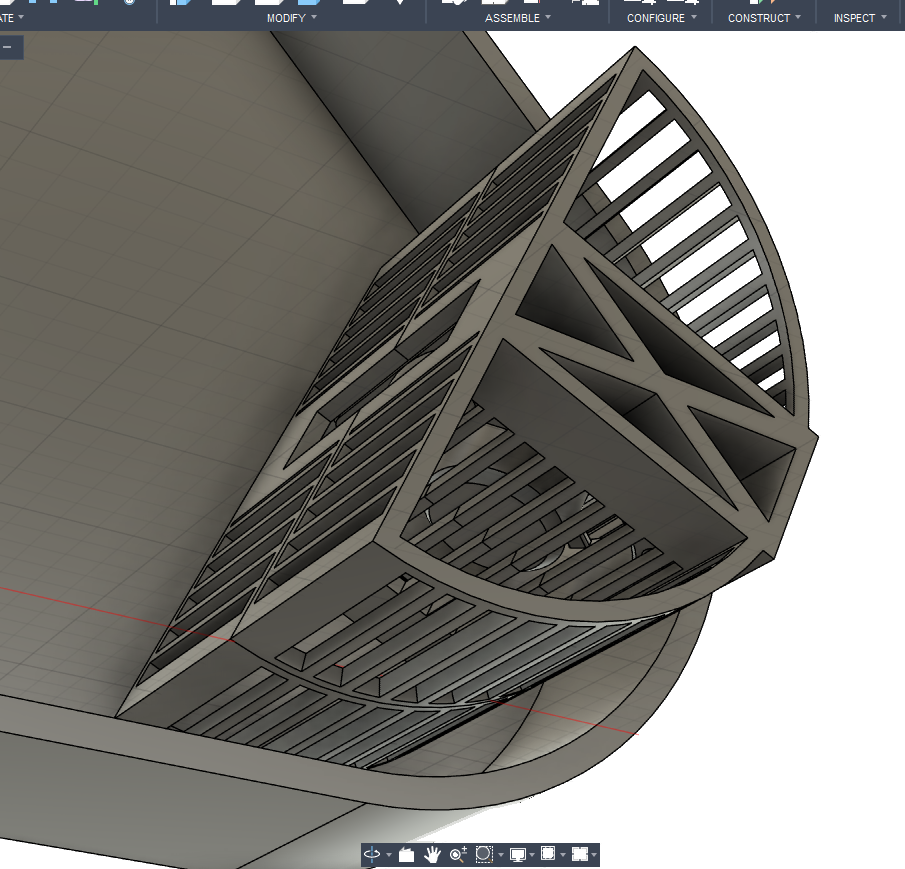 ATE
MODIFY
ASSEMBLE
CONFIGURE
CONSTRUCT
INSPECT